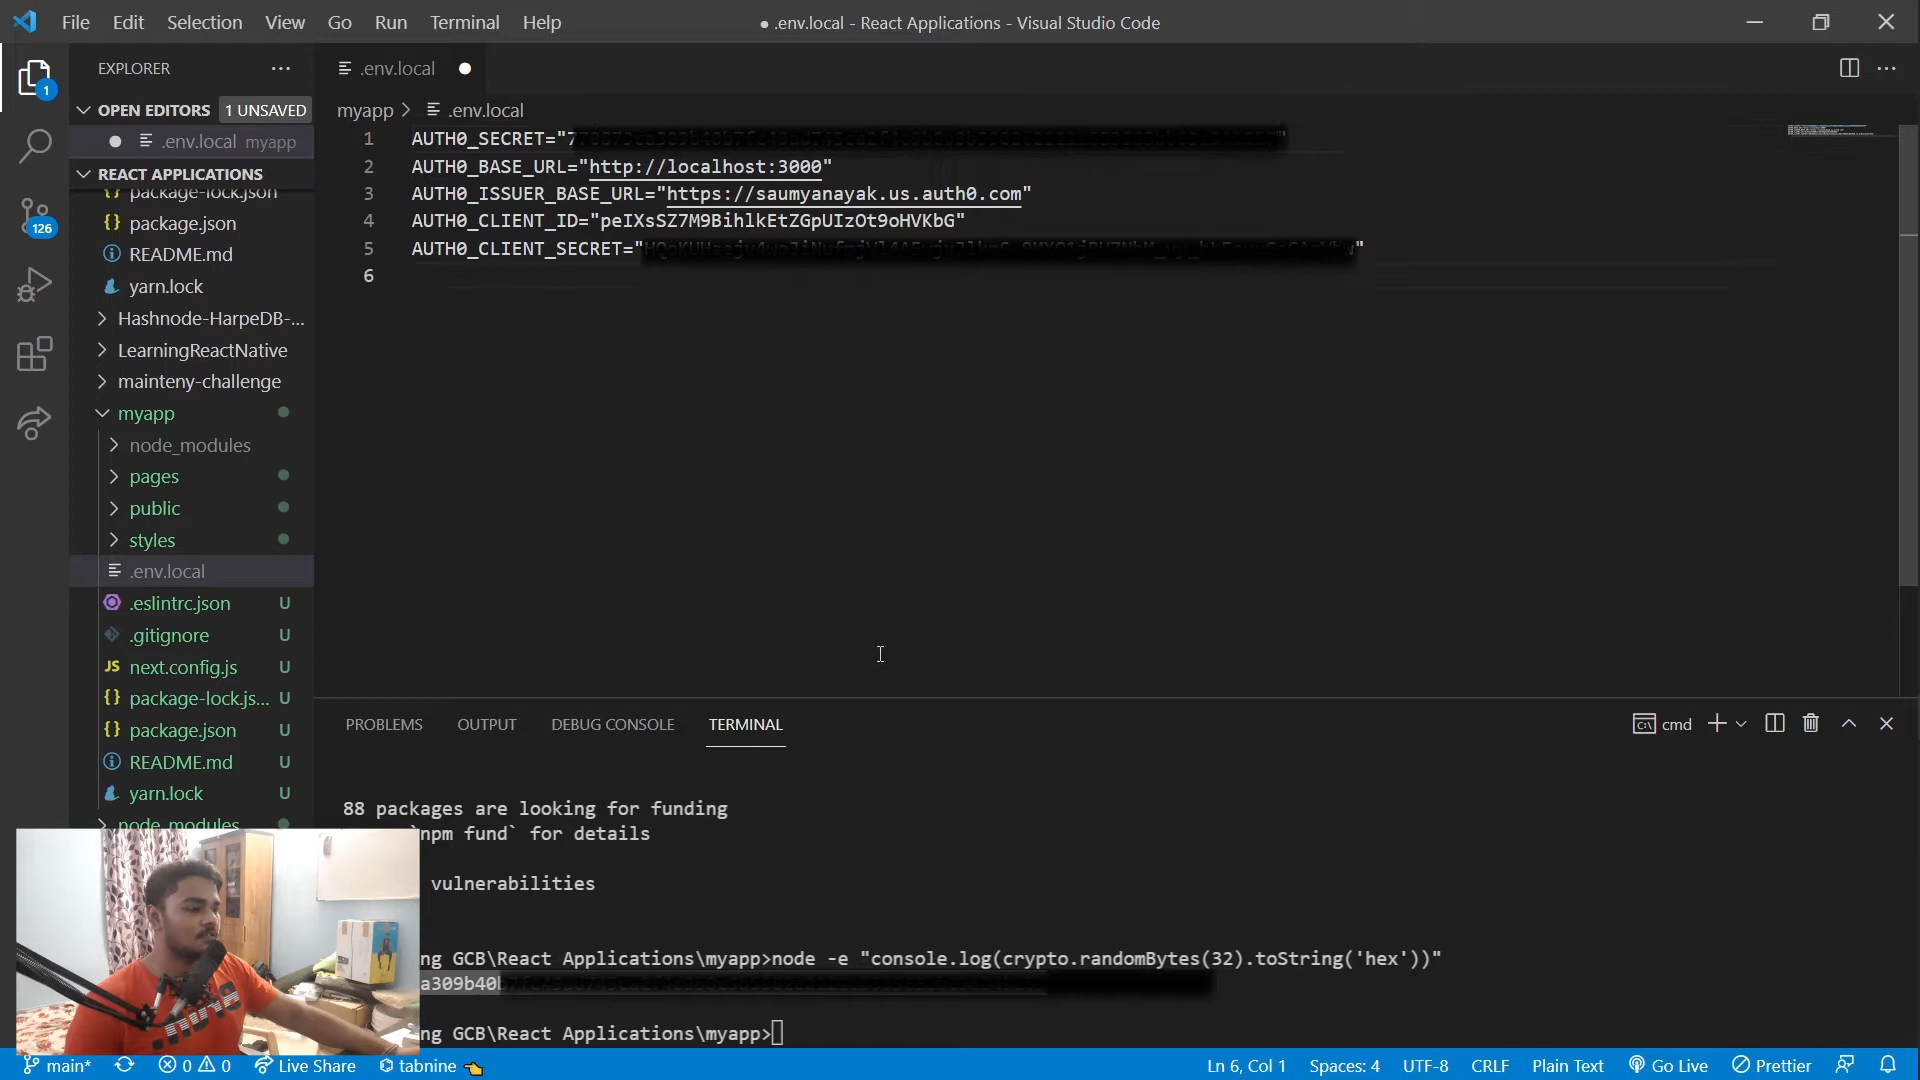 File Edit Selection View Go Run Terminal Help
● .env.local - React Applications - Visual Studio Code
EXPLORER
OPEN EDITORS 1 UNSAVED
.env.local myapp
REACT APPLICATIONS
package-lock.json
package.json
README.md
yarn.lock
Hashnode-HarpeDB-...
LearningReactNative
mainteny-challenge
myapp
node_modules
pages
public
styles
.env.local
.eslintrc.json U
.gitignore U
next.config.js U
package-lock.js... U
package.json U
README.md U
yarn.lock U
node_modules
1
126
.env.local
myapp > .env.local
1 AUTH0_SECRET="7
2 AUTH0_BASE_URL="http://localhost:3000"
3 AUTH0_ISSUER_BASE_URL="https://saumyanayak.us.auth0.com"
4 AUTH0_CLIENT_ID="peIXsSZ7M9BihlkEtZGpUIzOt9oHVKbG"
5 AUTH0_CLIENT_SECRET=" "
6
PROBLEMS OUTPUT DEBUG CONSOLE TERMINAL
cmd
88 packages are looking for funding
`npm fund` for details
vulnerabilities
ng GCB\React Applications\myapp>node -e "console.log(crypto.randomBytes(32).toString('hex'))"
a309b40
ng GCB\React Applications\myapp>
main* 0 0 Live Share tabnine
Ln 6, Col 1 Spaces: 4 UTF-8 CRLF Plain Text Go Live Prettier